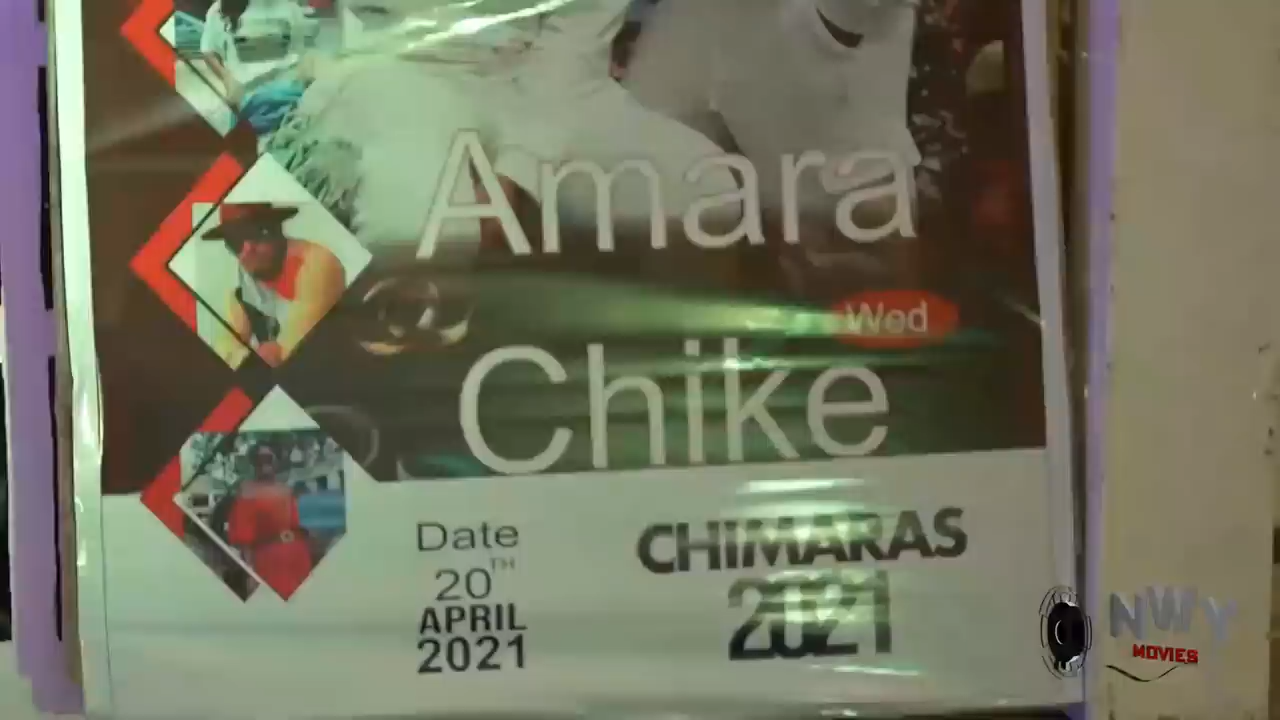 Amara
Wed
Chike
Date
20TH
APRIL
2021
CHIMARAS
2021
NWY
MOVIES